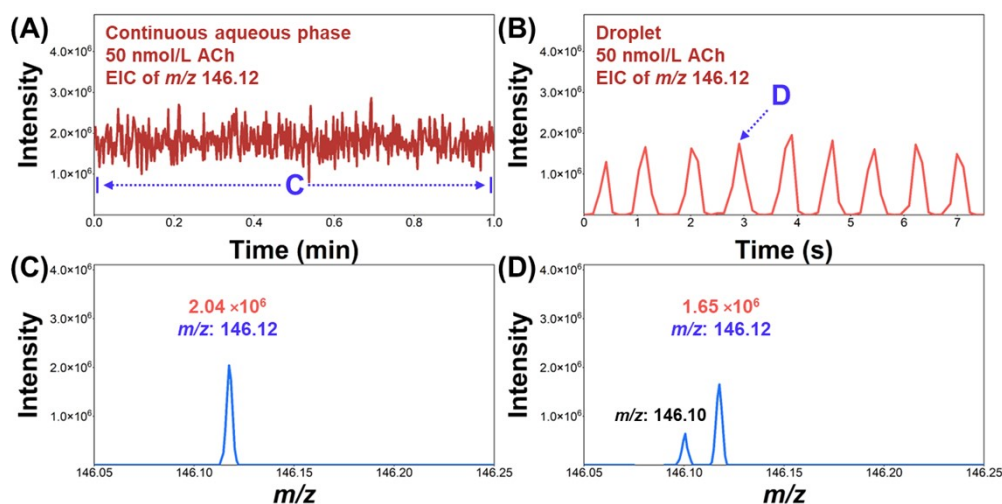 (A)
Continuous aqueous phase
50 nmol/L ACh
EIC of m/z 146.12
Intensity
4.0×10⁶
3.0×10⁶
2.0×10⁶
1.0×10⁶
C
0.0 0.2 0.4 0.6 0.8 1.0
Time (min)
(B)
Droplet
50 nmol/L ACh
EIC of m/z 146.12
Intensity
4.0×10⁶
3.0×10⁶
2.0×10⁶
1.0×10⁶
D
0 1 2 3 4 5 6 7
Time (s)
(C)
2.04 ×10⁶
m/z: 146.12
Intensity
4.0×10⁶
3.0×10⁶
2.0×10⁶
1.0×10⁶
146.05 146.10 146.15 146.20 146.25
m/z
(D)
1.65 ×10⁶
m/z: 146.12
m/z: 146.10
Intensity
4.0×10⁶
3.0×10⁶
2.0×10⁶
1.0×10⁶
146.05 146.10 146.15 146.20 146.25
m/z